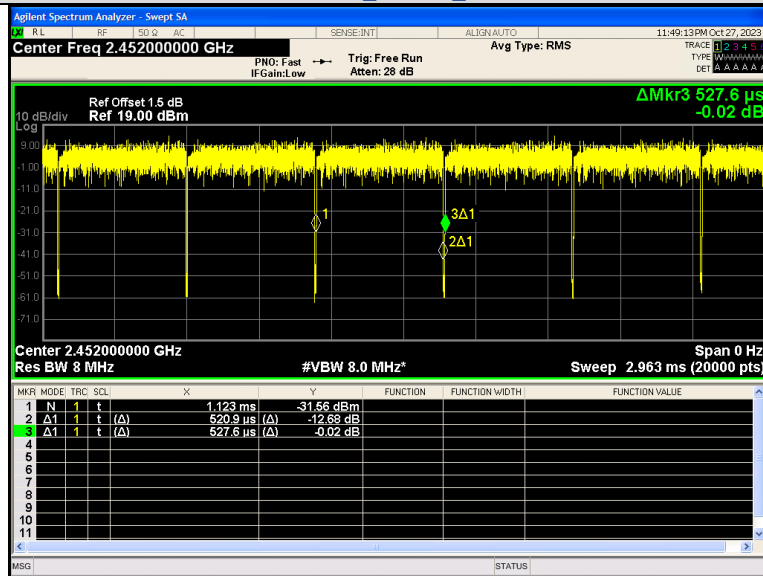 Agilent Spectrum Analyzer - Swept SA
LXI RL RF 50 Ω AC SENSE:INT ALIGN AUTO 11:49:13 PM Oct 27, 2023
Center Freq 2.452000000 GHz Avg Type: RMS TRACE 1 2 3 4 5
PNO: Fast Trig: Free Run TYPE
IFGain:Low Atten: 28 dB DET A A A A A
ΔMkr3 527.6 µs
-0.02 dB
Ref Offset 1.5 dB
10 dB/div Ref 19.00 dBm
Log
9.00
-1.00
-11.0
-21.0
-31.0
-41.0
-51.0
-61.0
-71.0
1
3Δ1
2Δ1
Center 2.452000000 GHz Span 0 Hz
Res BW 8 MHz #VBW 8.0 MHz* Sweep 2.963 ms (20000 pts)
MKR MODE TRC SCL X Y FUNCTION FUNCTION WIDTH FUNCTION VALUE
1 N 1 t 1.123 ms -31.56 dBm
2 Δ1 1 t (Δ) 520.9 µs (Δ) -12.68 dB
3 Δ1 1 t (Δ) 527.6 µs (Δ) -0.02 dB
4
5
6
7
8
9
10
11
MSG STATUS